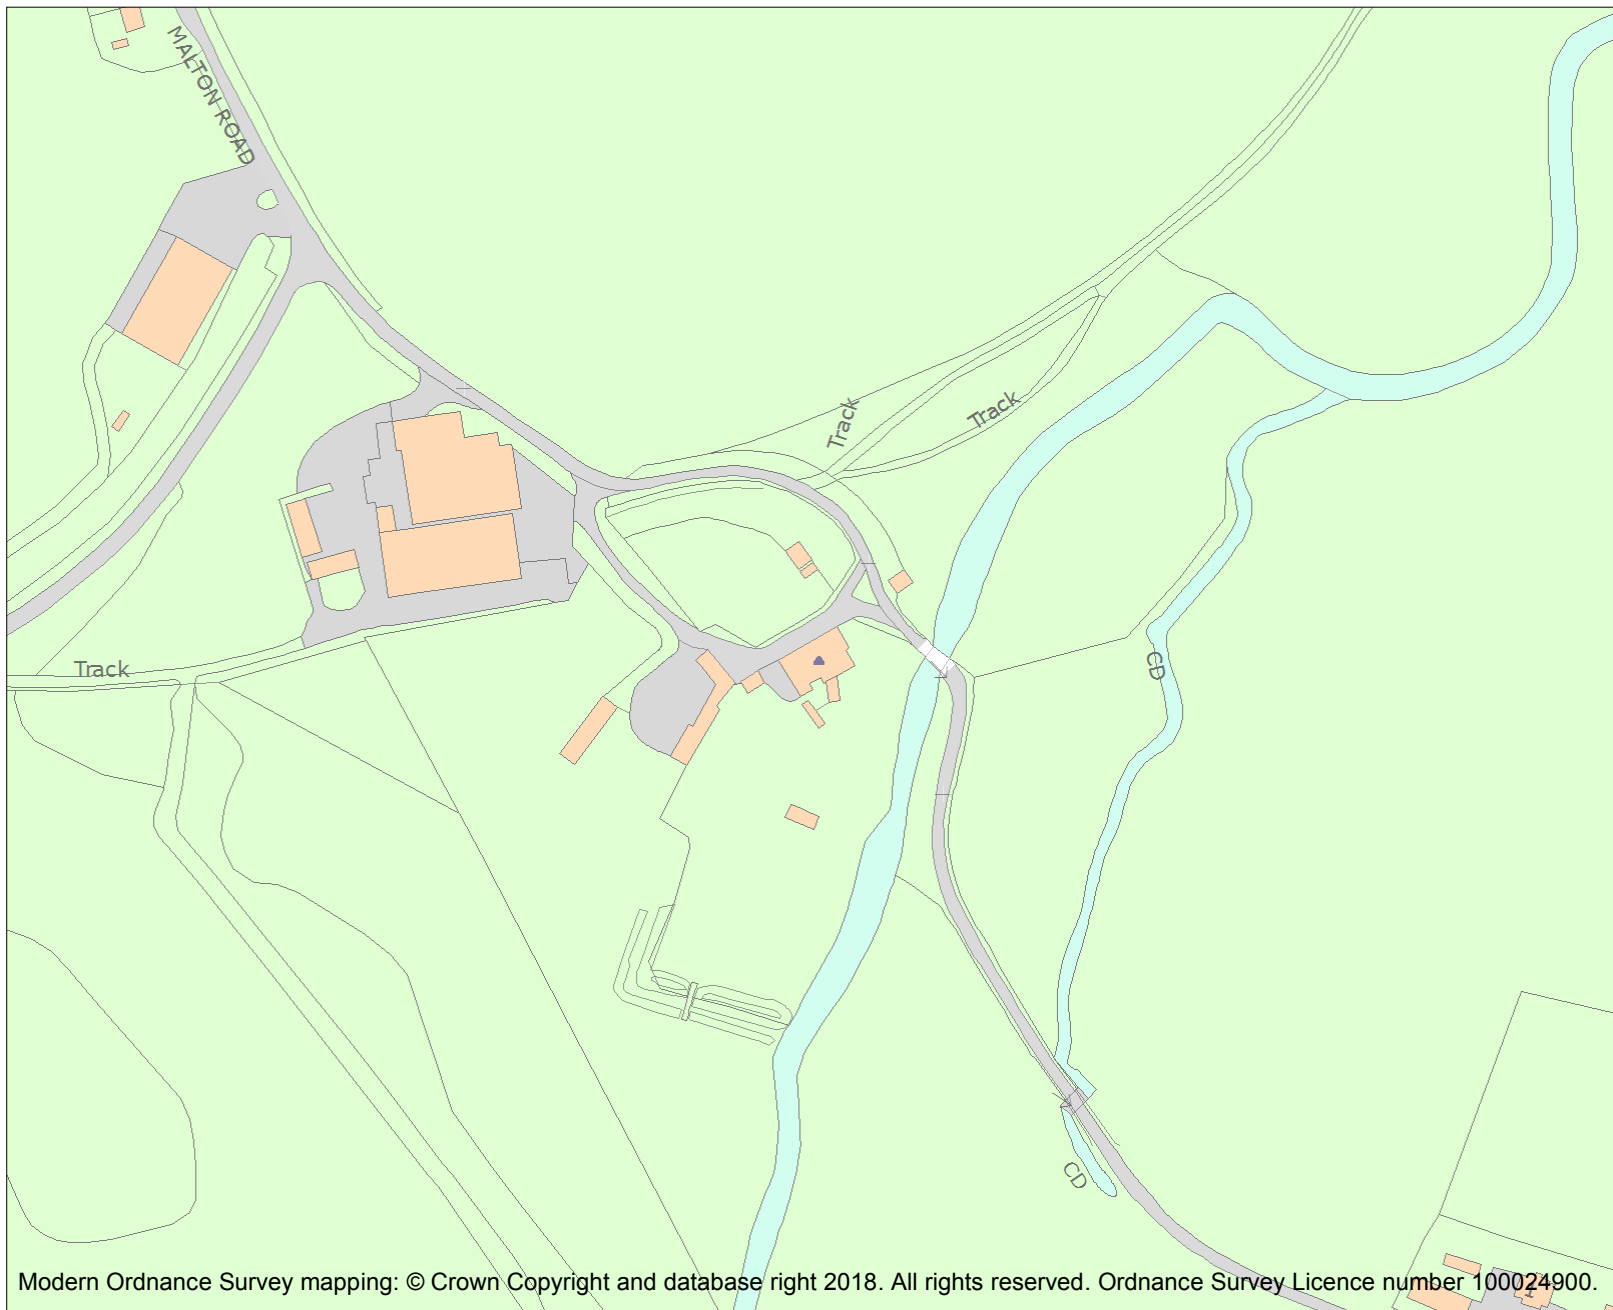 MALTON ROAD
Track
Track
Track
CD
CD
1
Modern Ordnance Survey mapping: © Crown Copyright and database right 2018. All rights reserved. Ordnance Survey Licence number 100024900.